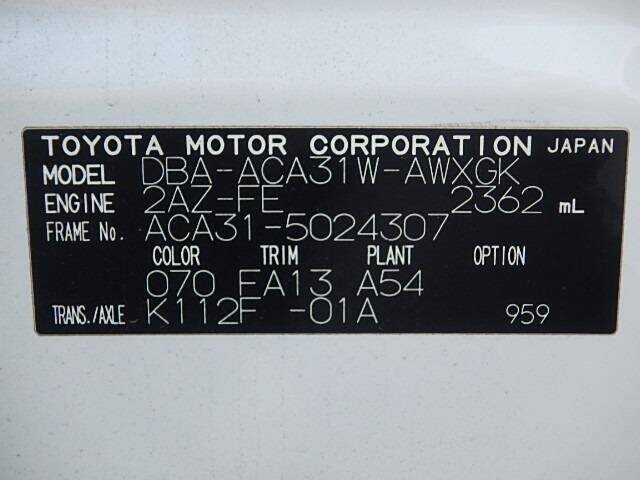 TOYOTA MOTOR CORPORATION JAPAN
MODEL DBA-ACA31W-AWXGK
ENGINE 2AZ-FE 2362 mL
FRAME No. ACA31-5024307
COLOR TRIM PLANT OPTION
070 FA13 A54
TRANS./AXLE K112F -01A 959